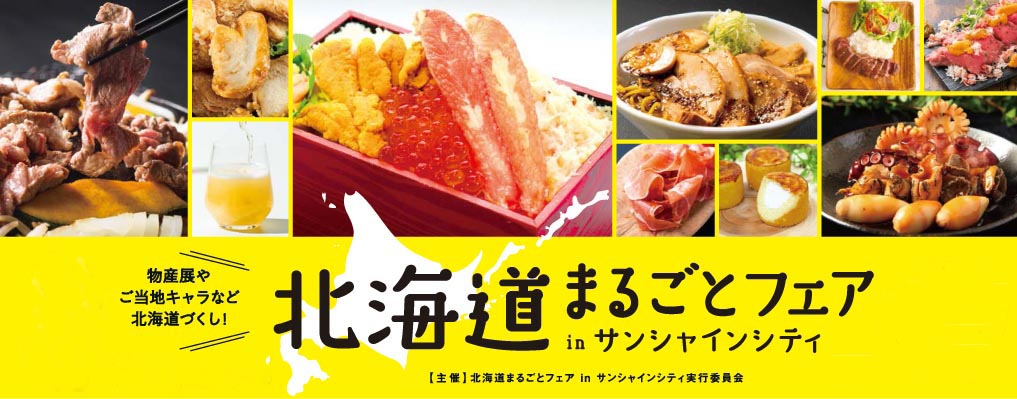 物産展や
ご当地キャラなど
北海道づくし!
北海道まるごとフェア
in サンシャインシティ
【主催】北海道まるごとフェア in サンシャインシティ実行委員会